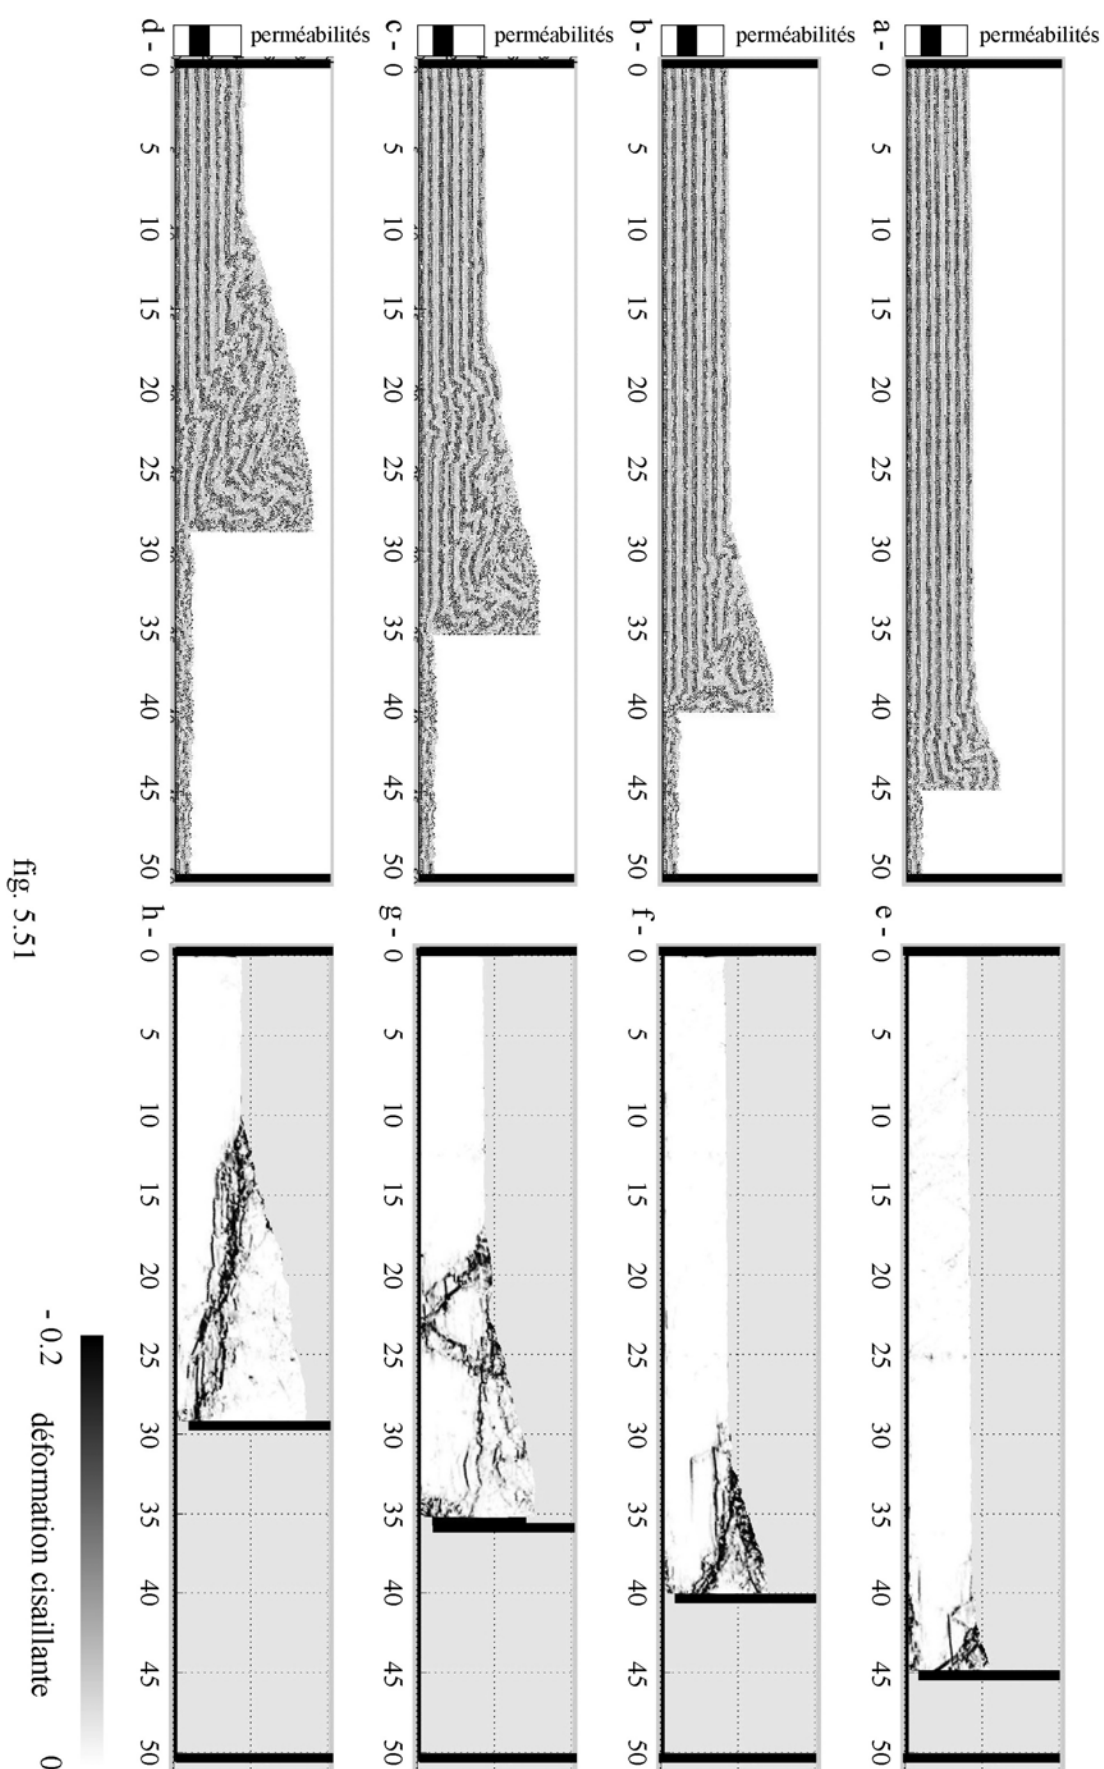 perméabilités
a - 0 5 10 15 20 25 30 35 40 45 50
perméabilités
b - 0 5 10 15 20 25 30 35 40 45 50
perméabilités
c - 0 5 10 15 20 25 30 35 40 45 50
perméabilités
d - 0 5 10 15 20 25 30 35 40 45 50
e - 0 5 10 15 20 25 30 35 40 45 50
f - 0 5 10 15 20 25 30 35 40 45 50
g - 0 5 10 15 20 25 30 35 40 45 50
h - 0 5 10 15 20 25 30 35 40 45 50
- 0.2 déformation cisaillante 0
fig. 5.51